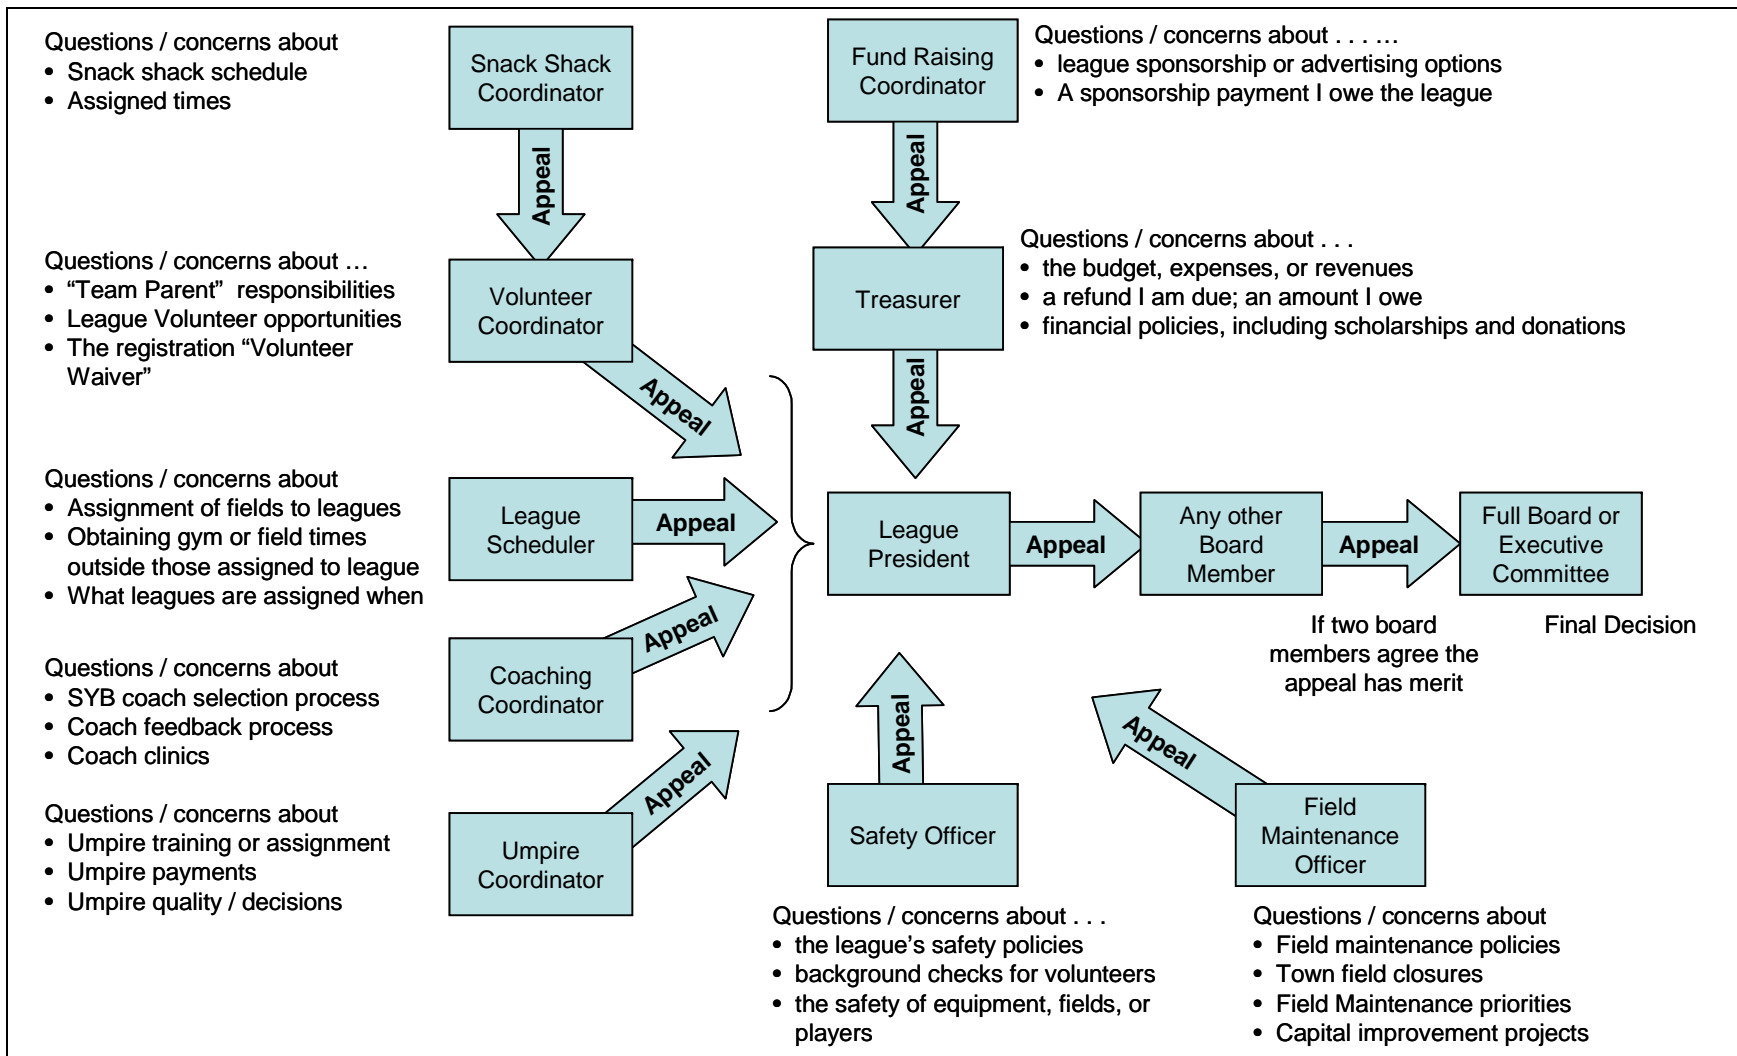 Questions / concerns about
• Snack shack schedule
• Assigned times
Snack Shack
Coordinator
Appeal
Fund Raising
Coordinator
Appeal
Questions / concerns about . . . …
• league sponsorship or advertising options
• A sponsorship payment I owe the league
Questions / concerns about …
• “Team Parent” responsibilities
• League Volunteer opportunities
• The registration “Volunteer
Waiver”
Volunteer
Coordinator
Appeal
Treasurer
Appeal
Questions / concerns about . . .
• the budget, expenses, or revenues
• a refund I am due; an amount I owe
• financial policies, including scholarships and donations
Questions / concerns about
• Assignment of fields to leagues
• Obtaining gym or field times
outside those assigned to league
• What leagues are assigned when
League
Scheduler
Appeal
League
President
Appeal
Any other
Board
Member
Appeal
Full Board or
Executive
Committee
If two board
members agree the
appeal has merit
Final Decision
Questions / concerns about
• SYB coach selection process
• Coach feedback process
• Coach clinics
Coaching
Coordinator
Appeal
Questions / concerns about
• Umpire training or assignment
• Umpire payments
• Umpire quality / decisions
Umpire
Coordinator
Appeal
Appeal
Safety Officer
Questions / concerns about . . .
• the league’s safety policies
• background checks for volunteers
• the safety of equipment, fields, or
players
Appeal
Field
Maintenance
Officer
Questions / concerns about
• Field maintenance policies
• Town field closures
• Field Maintenance priorities
• Capital improvement projects